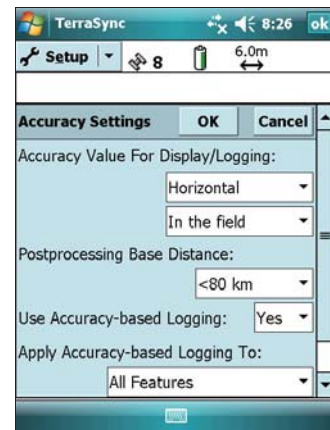 TerraSync 8:26 ok
Setup 8 6.0m
Accuracy Settings OK Cancel
Accuracy Value For Display/Logging:
Horizontal
In the field
Postprocessing Base Distance:
<80 km
Use Accuracy-based Logging: Yes
Apply Accuracy-based Logging To:
All Features